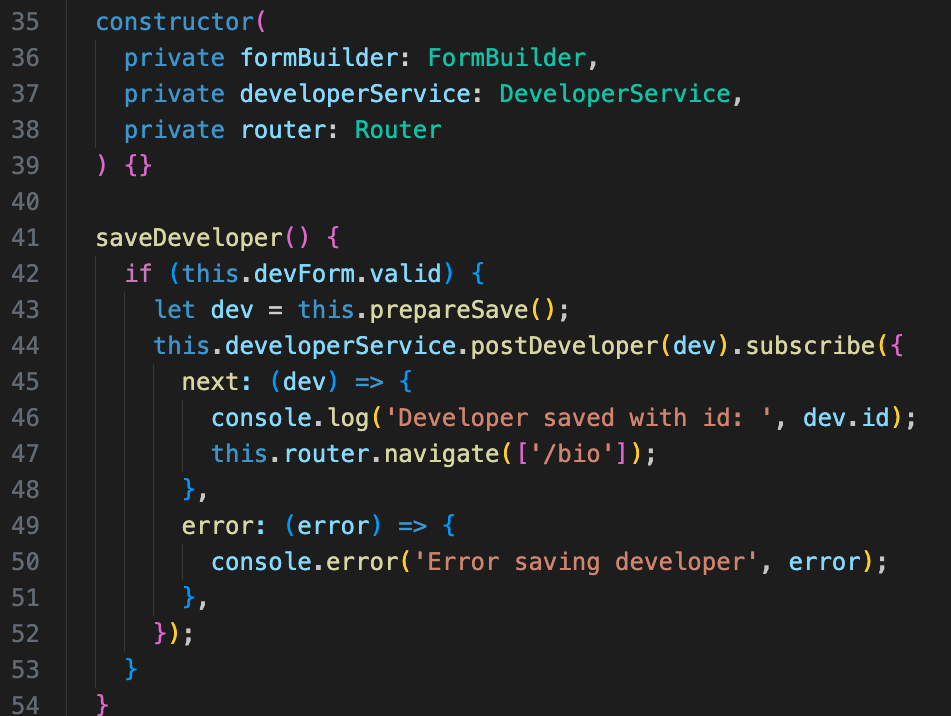 35 constructor(
36 private formBuilder: FormBuilder,
37 private developerService: DeveloperService,
38 private router: Router
39 ) {}
40
41 saveDeveloper() {
42 if (this.devForm.valid) {
43 let dev = this.prepareSave();
44 this.developerService.postDeveloper(dev).subscribe({
45 next: (dev) => {
46 console.log('Developer saved with id: ', dev.id);
47 this.router.navigate(['/bio']);
48 },
49 error: (error) => {
50 console.error('Error saving developer', error);
51 },
52 });
53 }
54 }